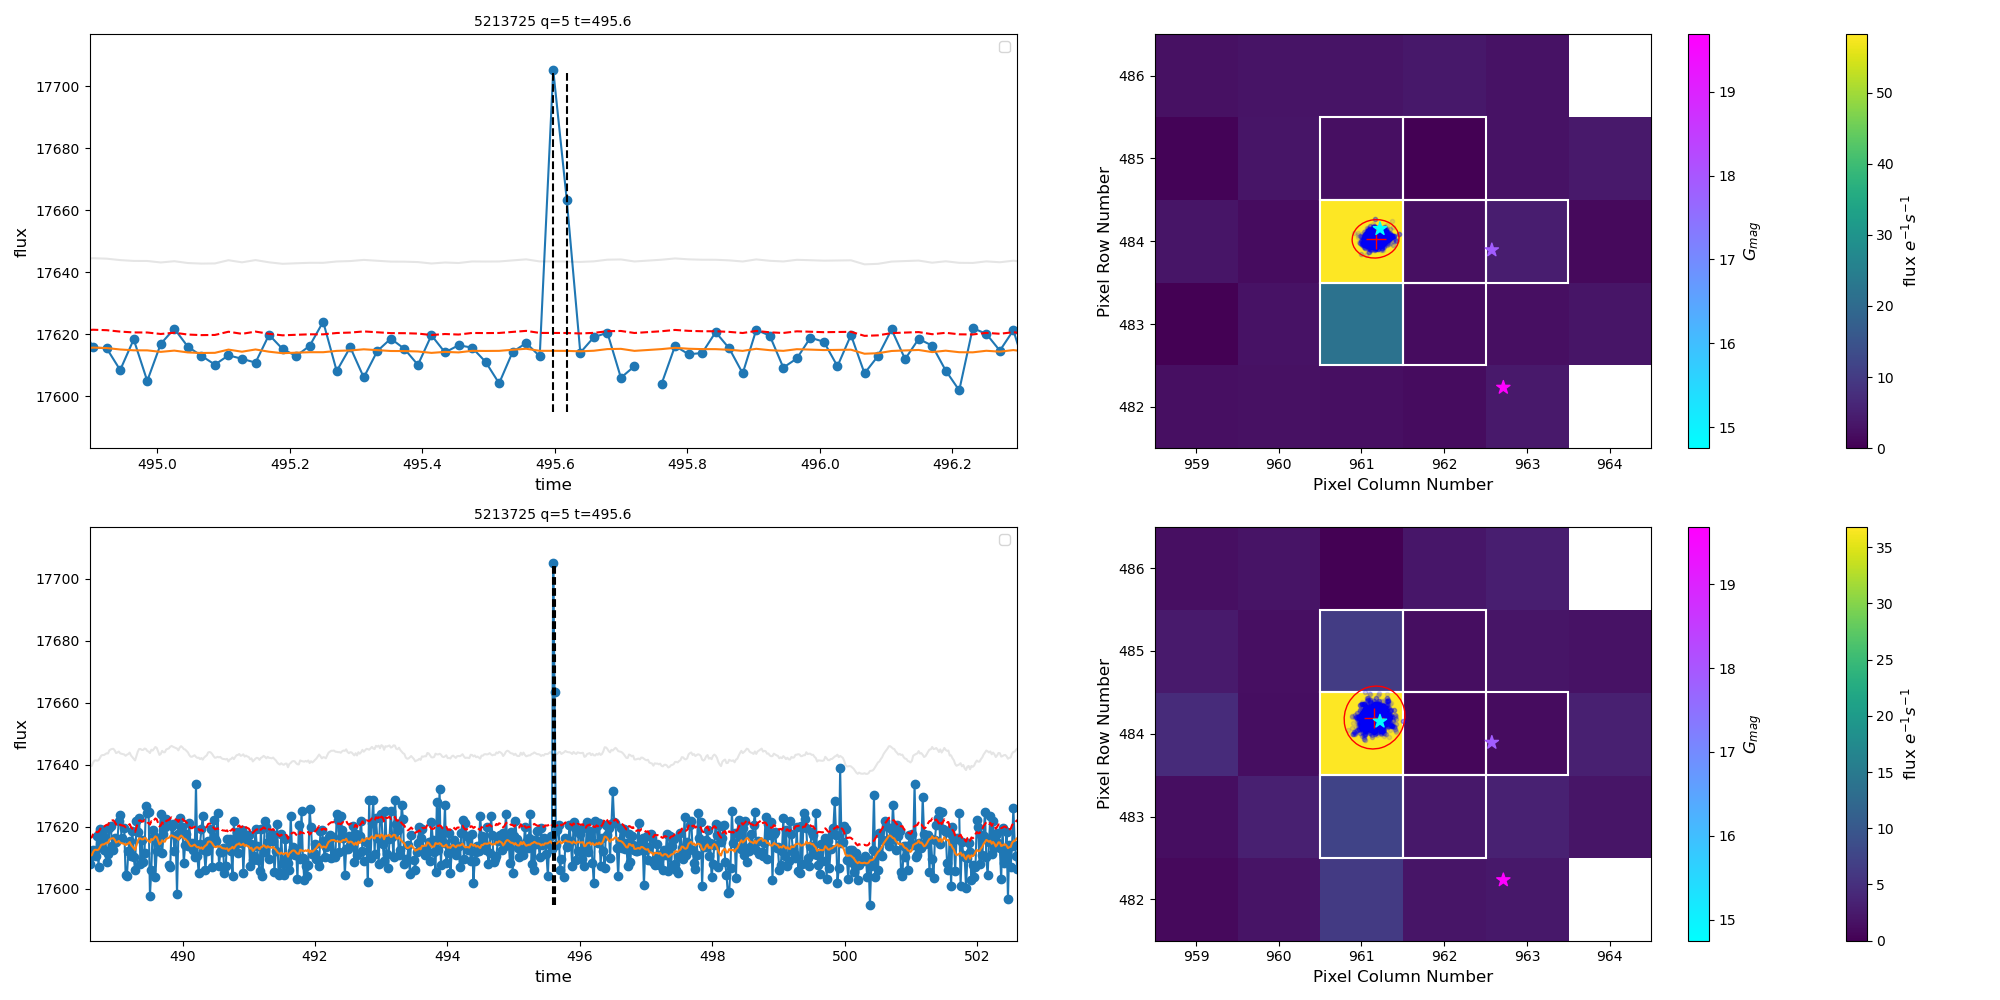 5213725 q=5 t=495.6
flux
17700
17680
17660
17640
17620
17600
495.0 495.2 495.4 495.6 495.8 496.0 496.2
time
Pixel Row Number
486
485
484
483
482
959 960 961 962 963 964
Pixel Column Number
19
18
17
16
15
G_mag
50
40
30
20
10
0
flux e⁻¹s⁻¹
5213725 q=5 t=495.6
flux
17700
17680
17660
17640
17620
17600
490 492 494 496 498 500 502
time
Pixel Row Number
486
485
484
483
482
959 960 961 962 963 964
Pixel Column Number
19
18
17
16
15
G_mag
35
30
25
20
15
10
5
0
flux e⁻¹s⁻¹